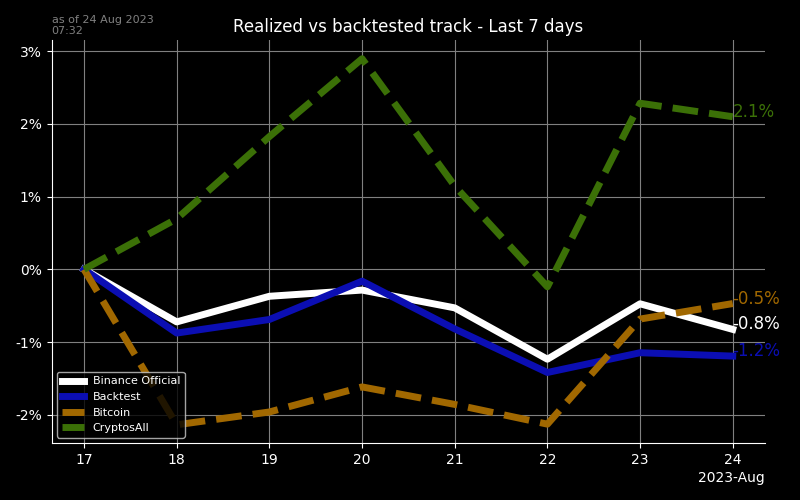 as of 24 Aug 2023
07:32
Realized vs backtested track - Last 7 days
3%
2%
1%
0%
-1%
-2%
2.1%
-0.5%
-0.8%
-1.2%
Binance Official
Backtest
Bitcoin
CryptosAll
17 18 19 20 21 22 23 24
2023-Aug